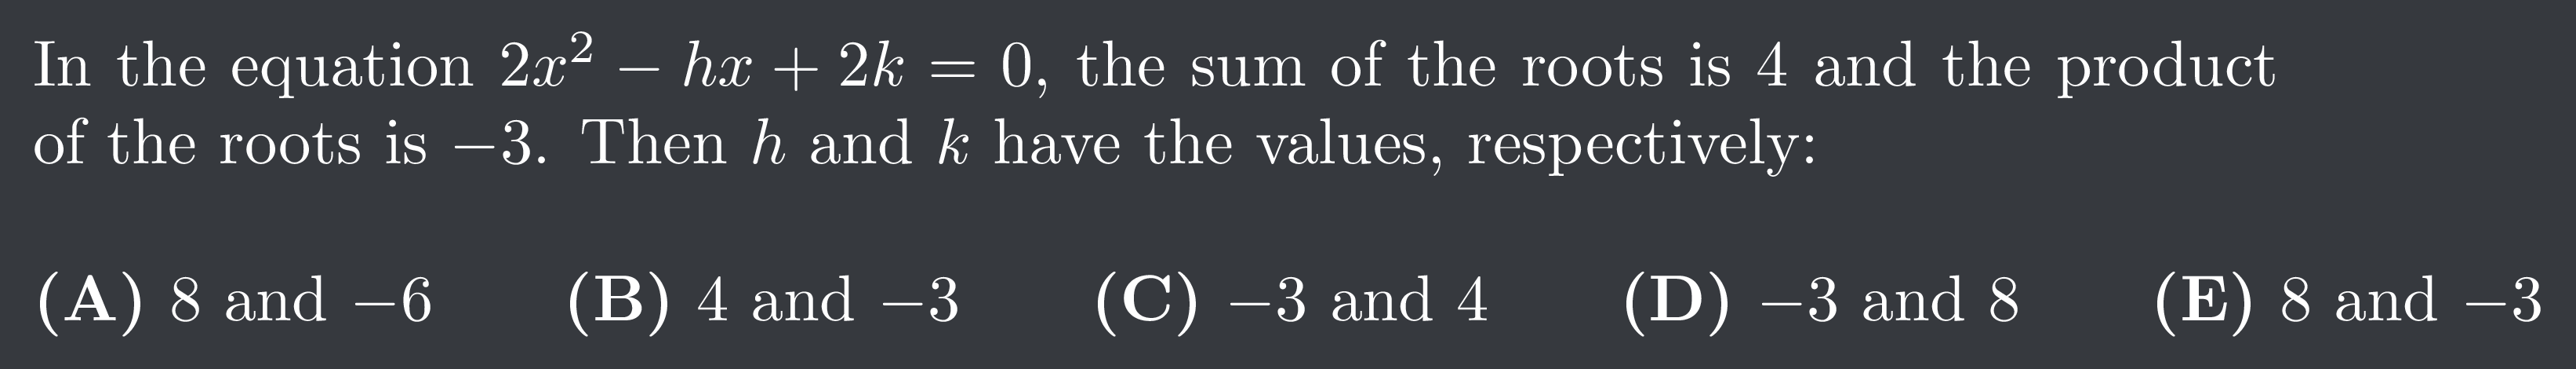 In the equation $2x^2 - hx + 2k = 0$, the sum of the roots is 4 and the product
of the roots is $-3$. Then $h$ and $k$ have the values, respectively:
(A) 8 and $-6$ (B) 4 and $-3$ (C) $-3$ and 4 (D) $-3$ and 8 (E) 8 and $-3$